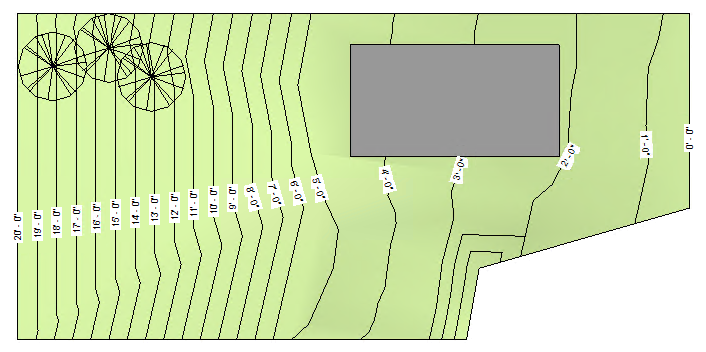 20' - 0"
19' - 0"
18' - 0"
17' - 0"
16' - 0"
15' - 0"
14' - 0"
13' - 0"
12' - 0"
11' - 0"
10' - 0"
9' - 0"
8' - 0"
7' - 0"
6' - 0"
5' - 0"
4' - 0"
3' - 0"
2' - 0"
1' - 0"
0' - 0"